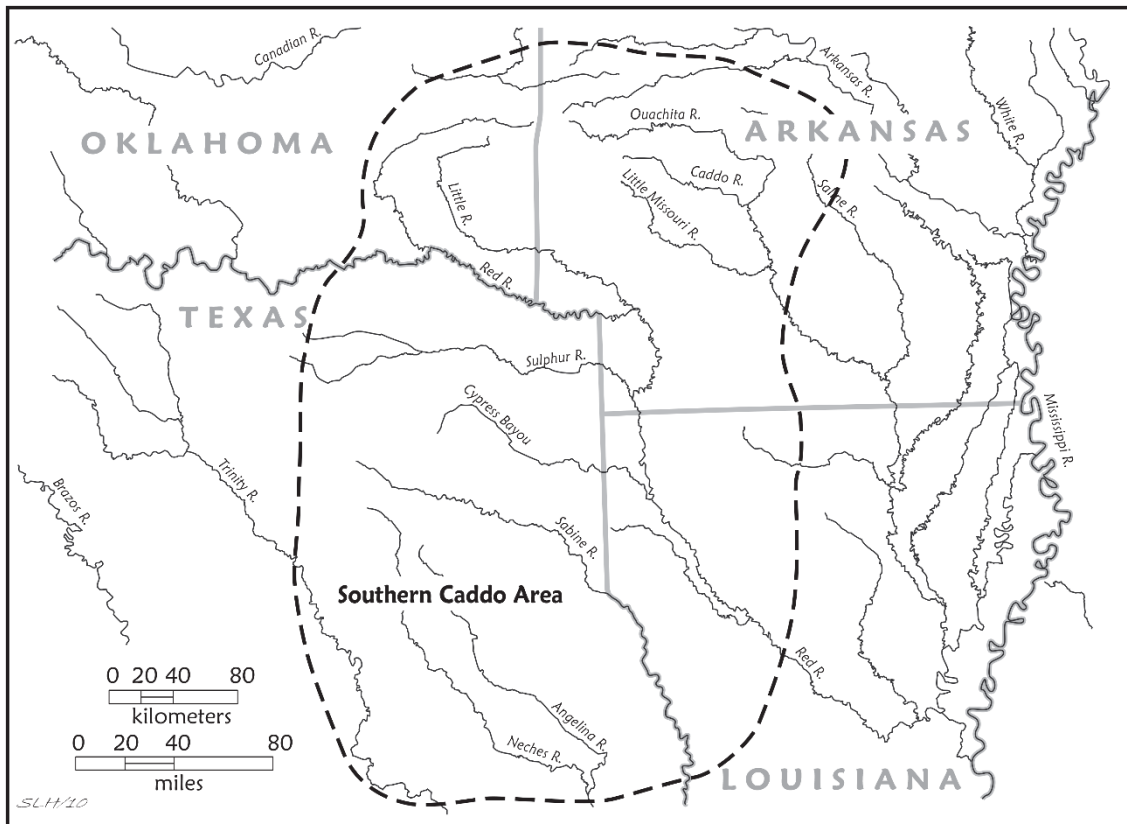 Canadian R.
Arkansas R.
OKLAHOMA
Ouachita R.
ARKANSAS
White R.
Caddo R.
Little R.
Little Missouri R.
Saline R.
Red R.
TEXAS
Sulphur R.
Cypress Bayou
Mississippi R.
Trinity R.
Brazos R.
Sabine R.
Southern Caddo Area
Red R.
0 20 40 80
kilometers
Angelina R.
Neches R.
0 20 40 80
miles
LOUISIANA
SLH/10